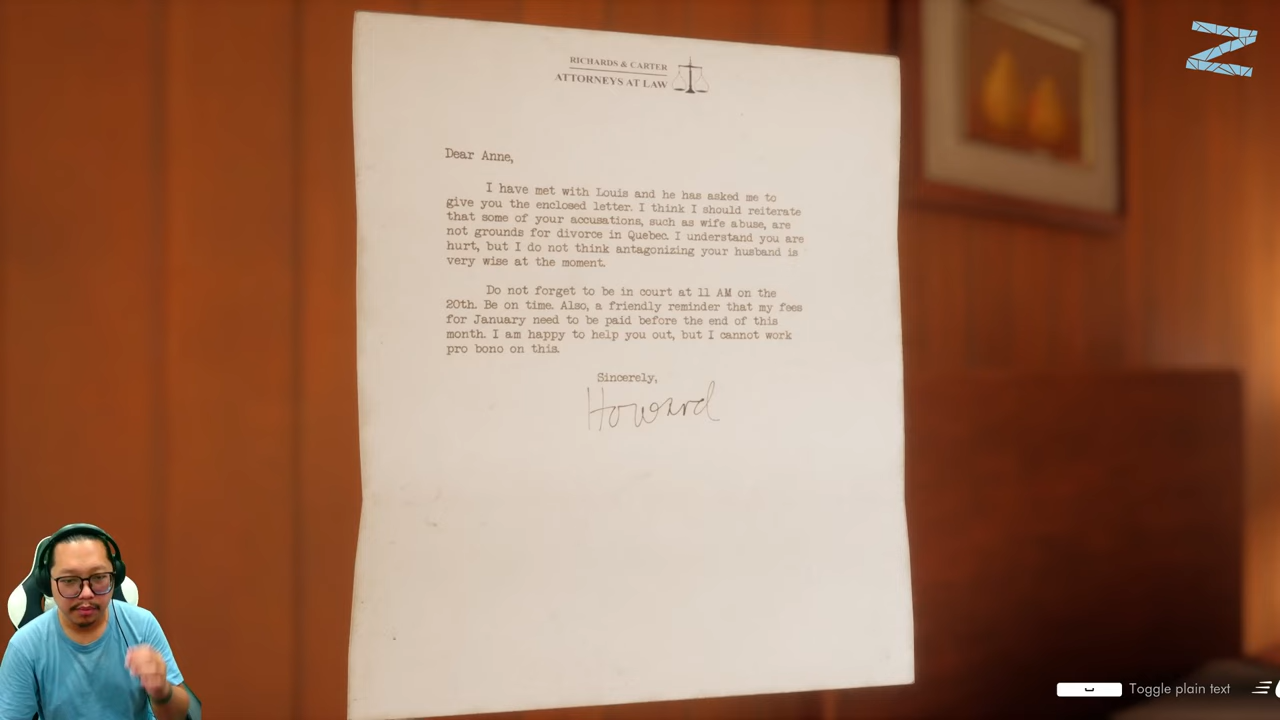 RICHARDS & CARTER
ATTORNEYS AT LAW
Dear Anne,
I have met with Louis and he has asked me to
give you the enclosed letter. I think I should reiterate
that some of your accusations, such as wife abuse, are
not grounds for divorce in Quebec. I understand you are
hurt, but I do not think antagonizing your husband is
very wise at the moment.
Do not forget to be in court at 11 AM on the
20th. Be on time. Also, a friendly reminder that my fees
for January need to be paid before the end of this
month. I am happy to help you out, but I cannot work
pro bono on this.
Sincerely,
Howard
Z
Toggle plain text